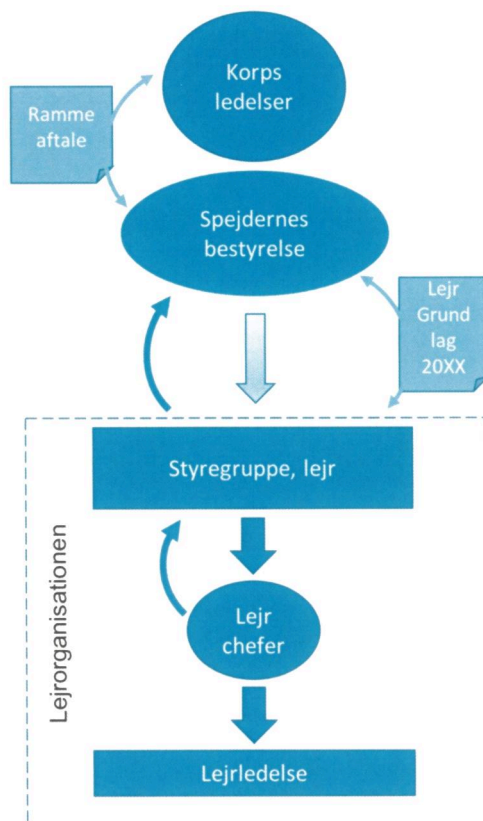 Korps
ledelser
Ramme
aftale
Spejdernes
bestyrelse
Lejr
Grund
lag
20XX
Styregruppe, lejr
Lejr
chefer
Lejrledelse
Lejrorganisationen